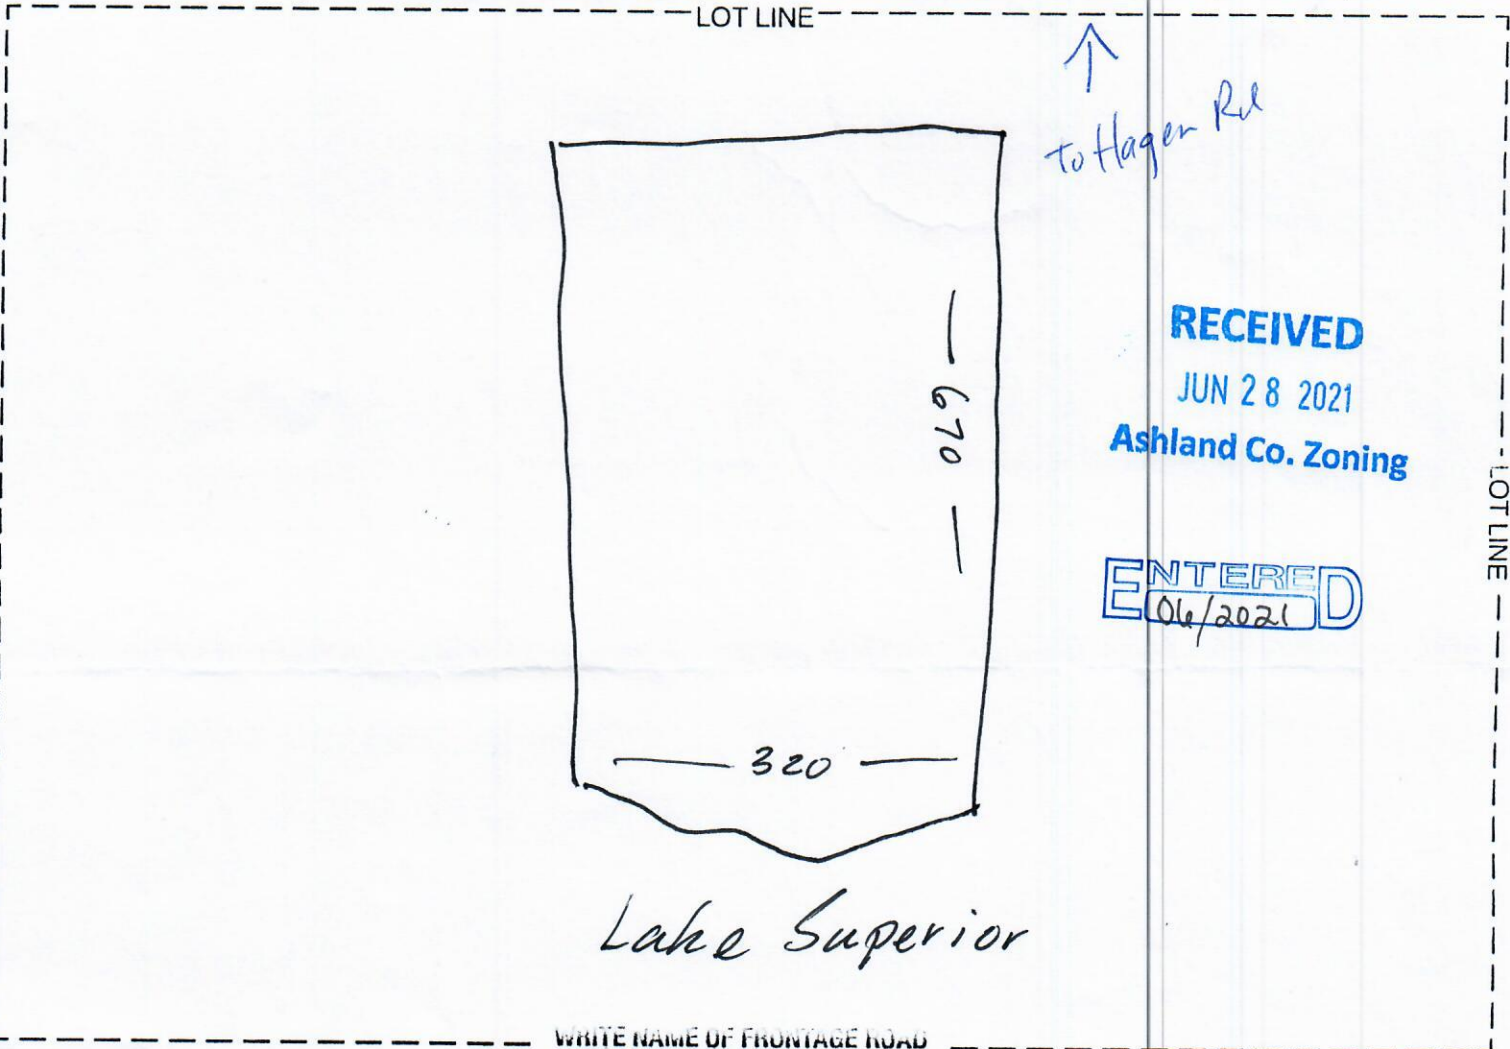 LOT LINE
To Hagen Rd
RECEIVED
JUN 28 2021
Ashland Co. Zoning
670
LOT LINE
ENTERED
06/2021
320
Lake Superior
WRITE NAME OF FRONTAGE ROAD